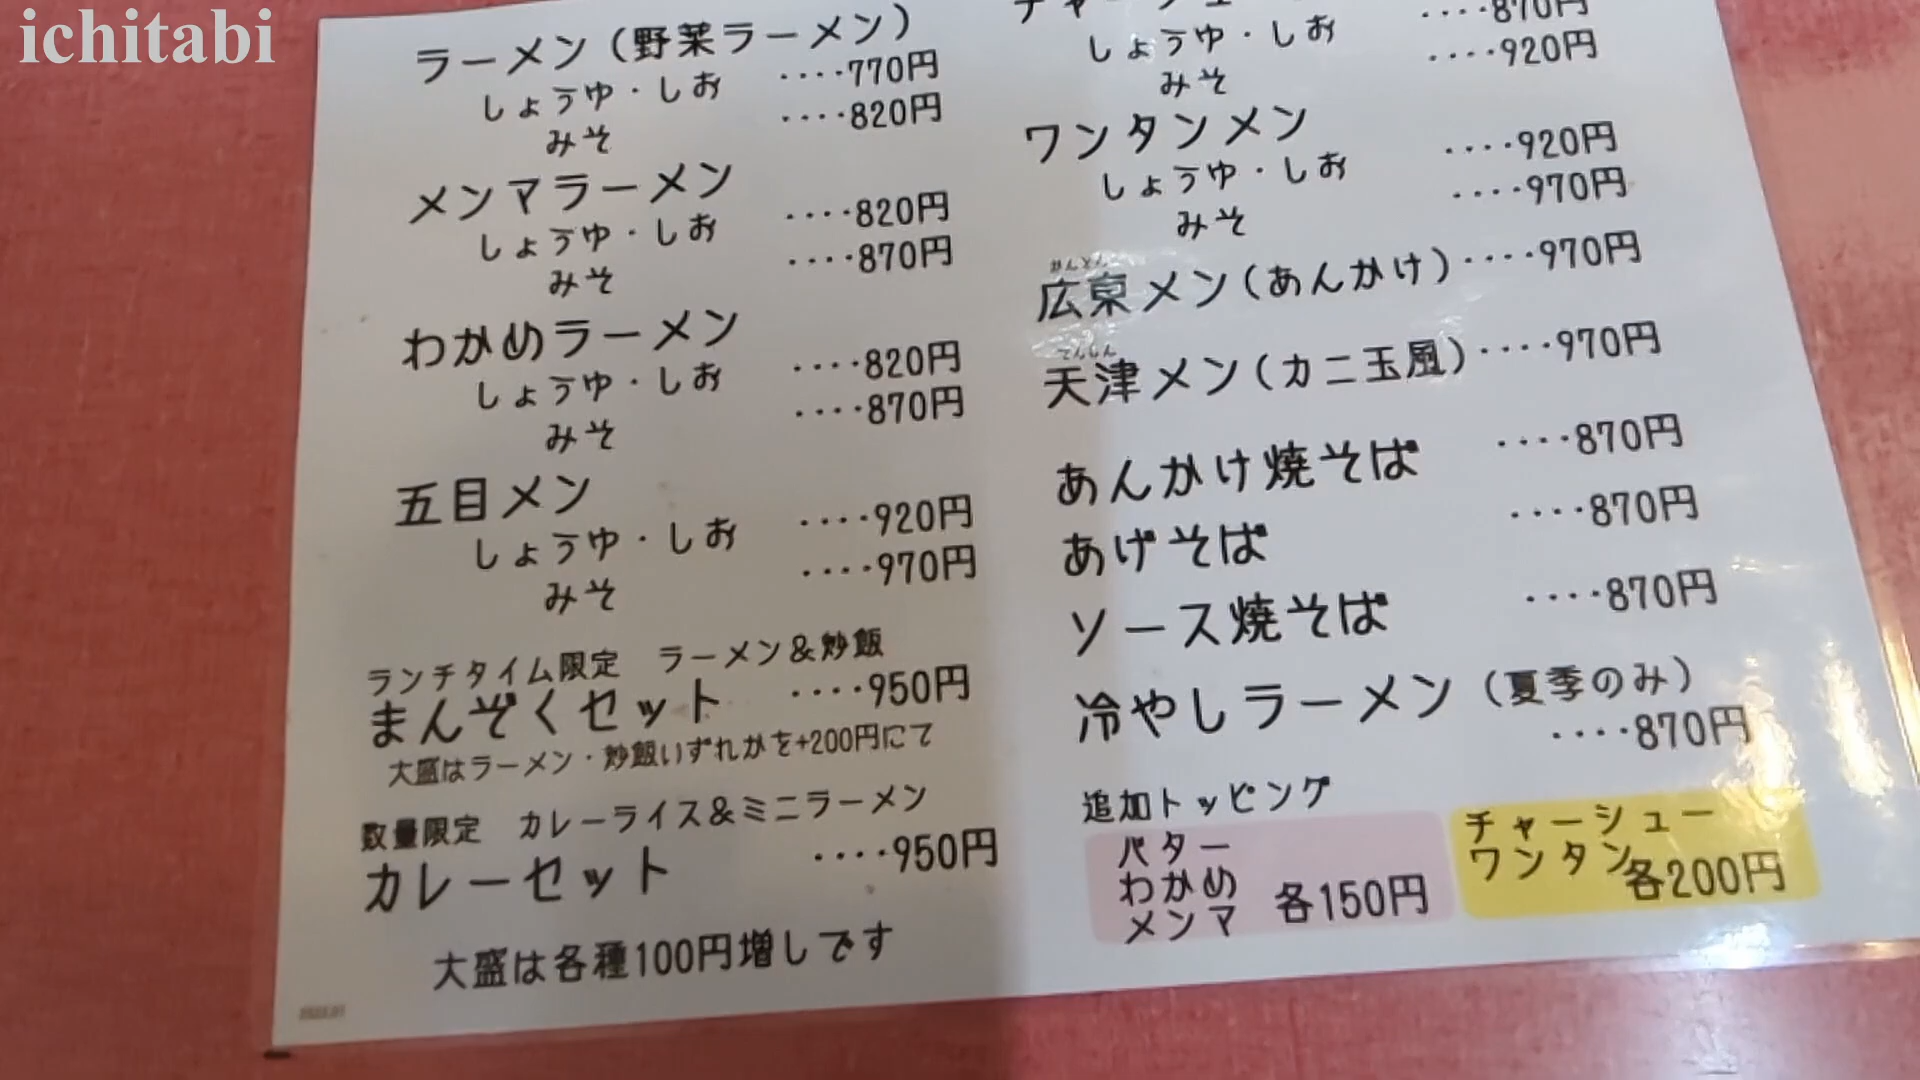 ichitabi
ラーメン(野菜ラーメン)
しょうゆ・しお ····770円
みそ ····820円
メンマラーメン
しょうゆ・しお ····820円
みそ ····870円
わかめラーメン
しょうゆ・しお ····820円
みそ ····870円
五目メン
しょうゆ・しお ····920円
みそ ····970円
ランチタイム限定 ラーメン&炒飯
まんぞくセット ····950円
大盛はラーメン・炒飯いずれかを+200円にて
数量限定 カレーライス&ミニラーメン
カレーセット ····950円
大盛は各種100円増しです
チャーシュー
しょうゆ・しお ····870円
みそ ····920円
ワンタンメン
しょうゆ・しお ····920円
みそ ····970円
かんとん
広東メン(あんかけ)····970円
てんしん
天津メン(カニ玉風)····970円
あんかけ焼そば ····870円
あげそば ····870円
ソース焼そば ····870円
冷やしラーメン(夏季のみ)
····870円
追加トッピング
バター
わかめ
メンマ 各150円
チャーシュー
ワンタン各200円